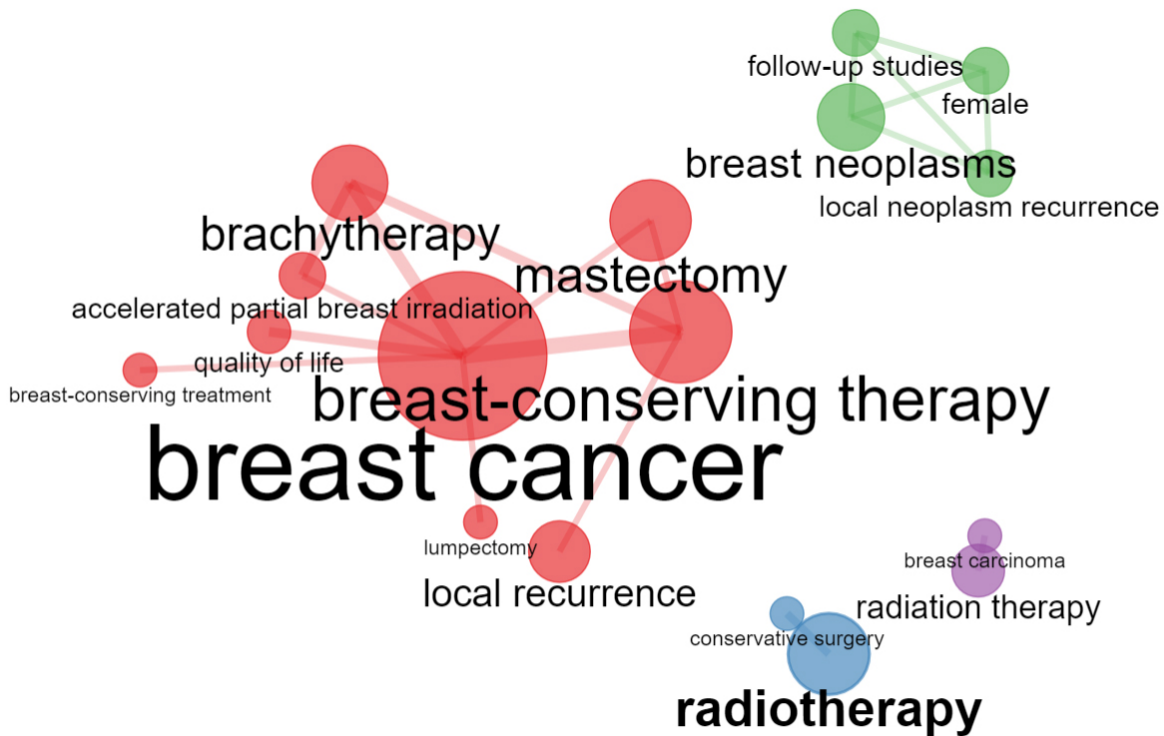 follow-up studies
female
breast neoplasms
local neoplasm recurrence
brachytherapy
mastectomy
accelerated partial breast irradiation
quality of life
breast-conserving treatment
breast-conserving therapy
breast cancer
lumpectomy
local recurrence
breast carcinoma
radiation therapy
conservative surgery
radiotherapy